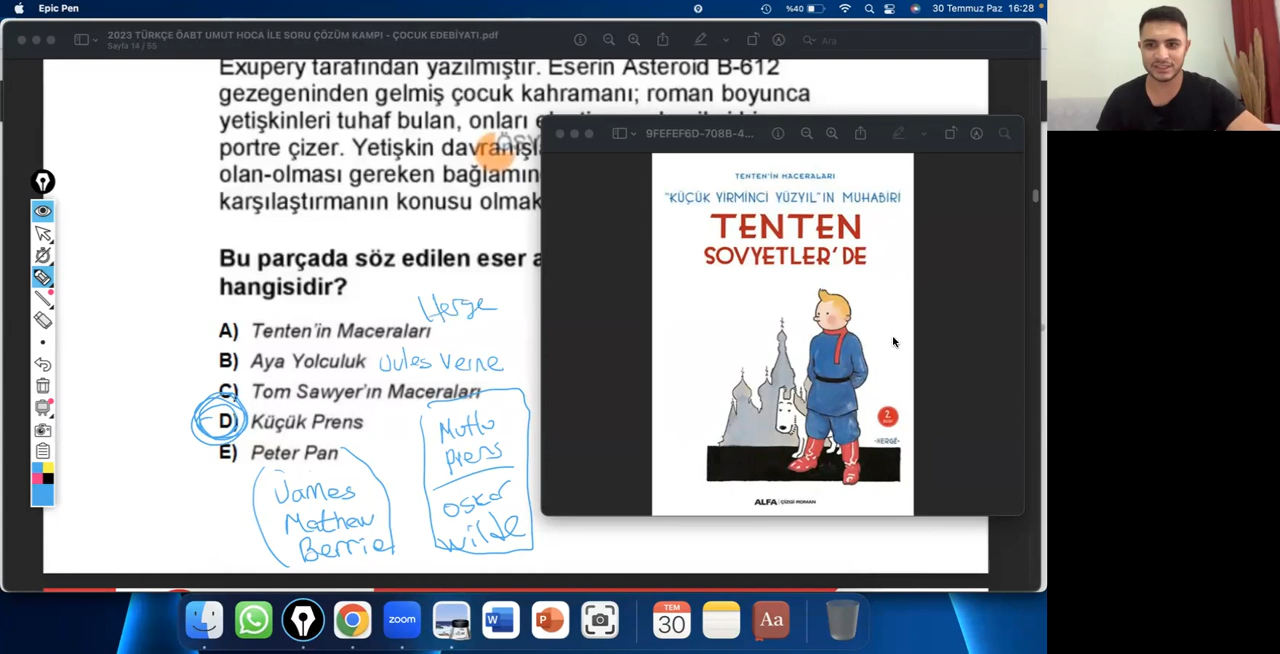 Epic Pen
%40
30 Temmuz Paz 16:28
2023 TÜRKÇE ÖABT UMUT HOCA İLE SORU ÇÖZÜM KAMPI - ÇOCUK EDEBİYATI.pdf
Sayfa 14 / 55
Ara
Exupery tarafından yazılmıştır. Eserin Asteroid B-612
gezegeninden gelmiş çocuk kahramanı; roman boyunca
yetişkinleri tuhaf bulan, onları
portre çizer. Yetişkin davranışla
olan-olması gereken bağlamın
karşılaştırmanın konusu olmak
Bu parçada söz edilen eser a
hangisidir?
Herge
A) Tenten'in Maceraları
B) Aya Yolculuk Jules Verne
C) Tom Sawyer'ın Maceraları
D) Küçük Prens
E) Peter Pan
Mutlu
Prens
Oskar
Wilde
James
Mathew
Berrie
9FEFEF6D-708B-4...
TENTEN'İN MACERALARI
"KÜÇÜK YİRMİNCİ YÜZYIL"IN MUHABİRİ
TENTEN
SOVYETLER'DE
2.
-HERGÉ-
ALFA | ÇİZGİ ROMAN
zoom
W
P
TEM
30
Aa